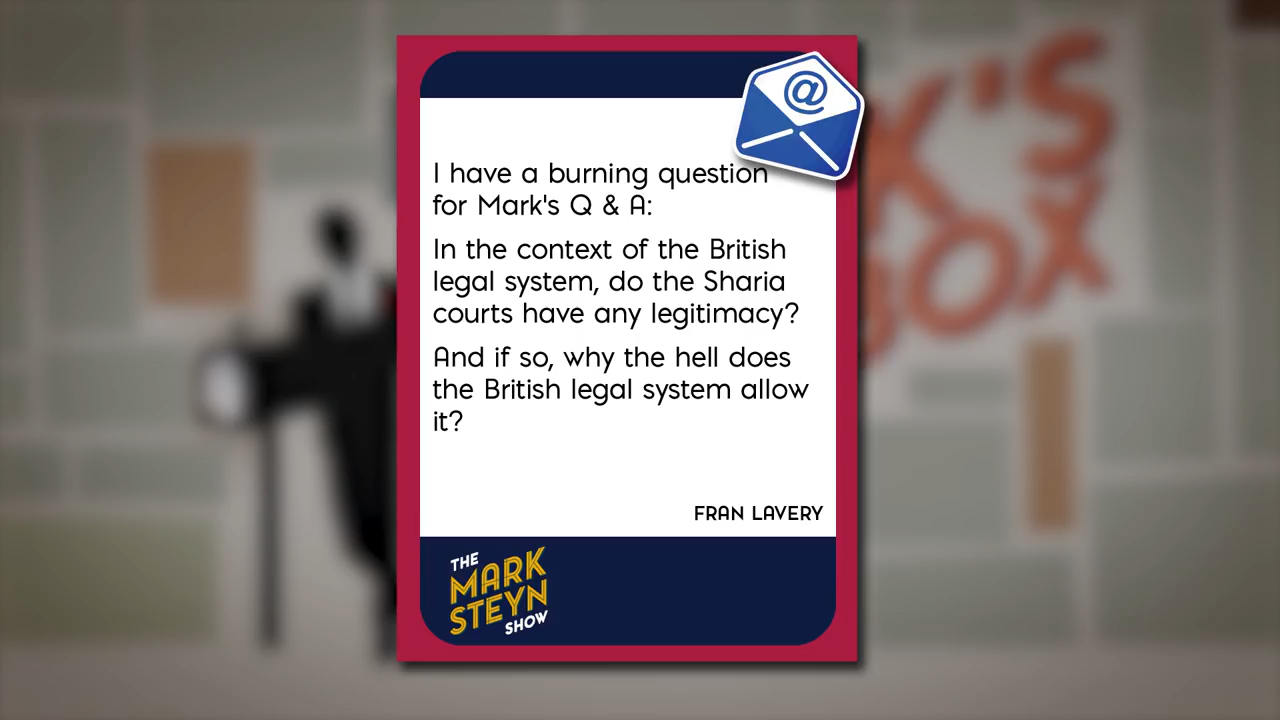 @
I have a burning question
for Mark's Q & A:
In the context of the British
legal system, do the Sharia
courts have any legitimacy?
And if so, why the hell does
the British legal system allow
it?
FRAN LAVERY
THE
MARK
STEYN
SHOW
K'S
OX